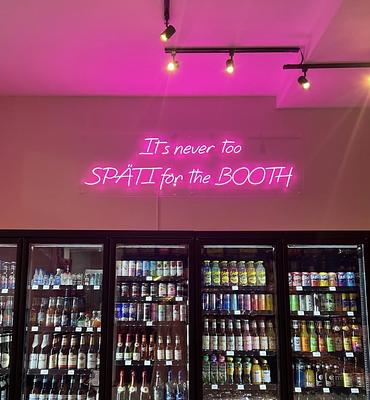 It's never too
SPÄTI for the BOOTH